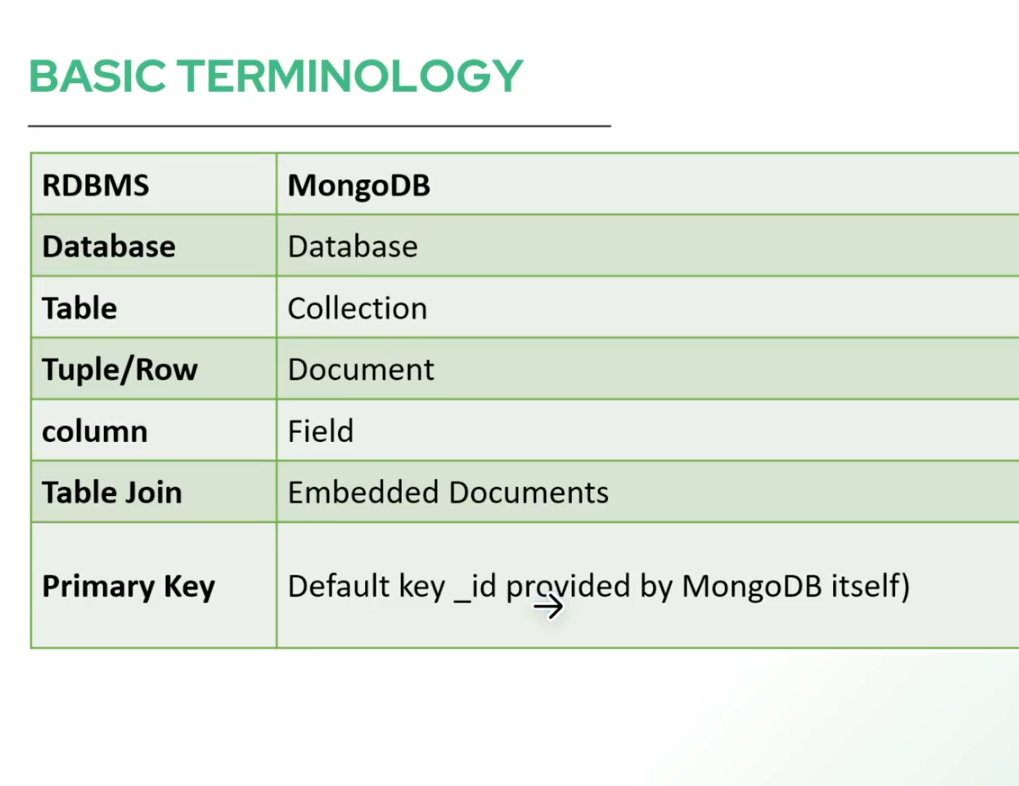 BASIC TERMINOLOGY
RDBMS MongoDB
Database Database
Table Collection
Tuple/Row Document
column Field
Table Join Embedded Documents
Primary Key Default key _id provided by MongoDB itself)